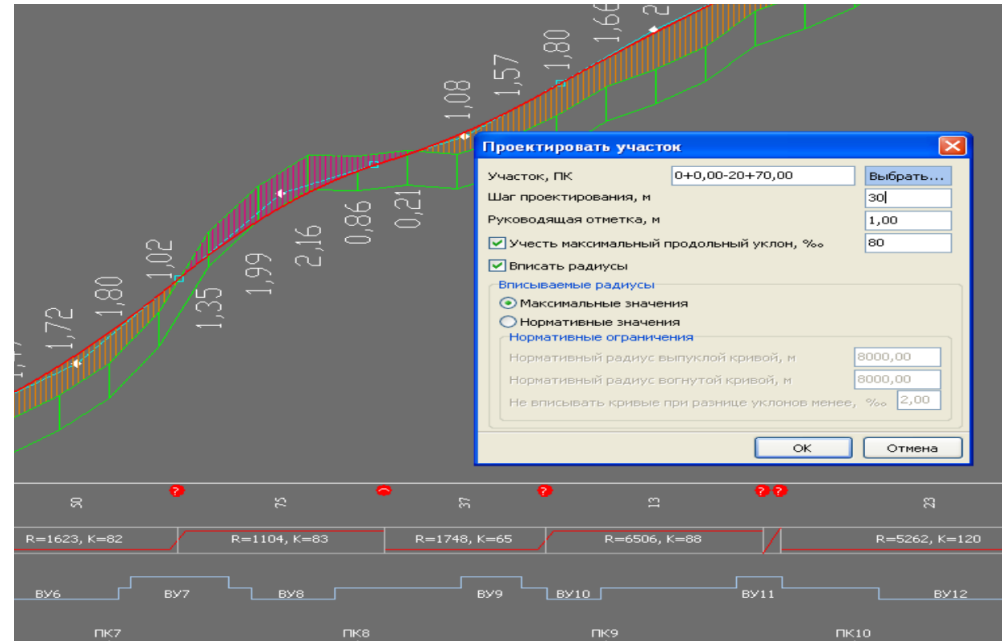 1,66
1,80
1,57
1,08
0,21
0,86
2,16
1,99
1,35
1,02
1,80
1,72
Проектировать участок
Участок, ПК 0+0,00-20+70,00 Выбрать...
Шаг проектирования, м 30
Руководящая отметка, м 1,00
Учесть максимальный продольный уклон, ‰ 80
Вписать радиусы
Вписываемые радиусы
Максимальные значения
Нормативные значения
Нормативные ограничения
Нормативный радиус выпуклой кривой, м 8000,00
Нормативный радиус вогнутой кривой, м 8000,00
Не вписывать кривые при разнице уклонов менее, ‰ 2,00
ОК Отмена
? ? ? ?
50 75 37 13 23
R=1623, K=82 R=1104, K=83 R=1748, K=65 R=6506, K=88 R=5262, K=120
ВУ6 ВУ7 ВУ8 ВУ9 ВУ10 ВУ11 ВУ12
ПК7 ПК8 ПК9 ПК10